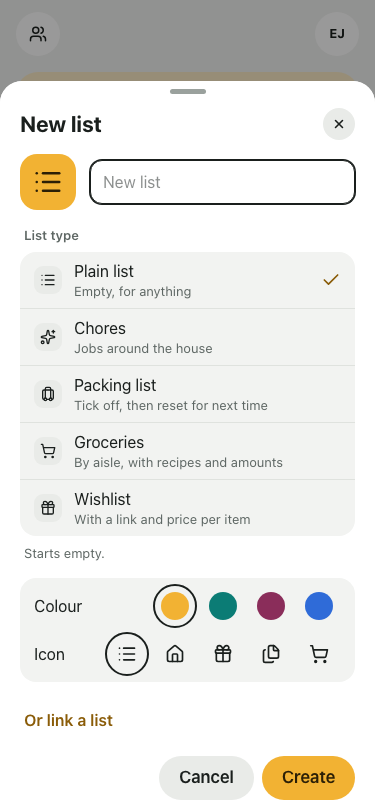 EJ
New list
New list
List type
Plain list
Empty, for anything
Chores
Jobs around the house
Packing list
Tick off, then reset for next time
Groceries
By aisle, with recipes and amounts
Wishlist
With a link and price per item
Starts empty.
Colour
Icon
Or link a list
Cancel
Create